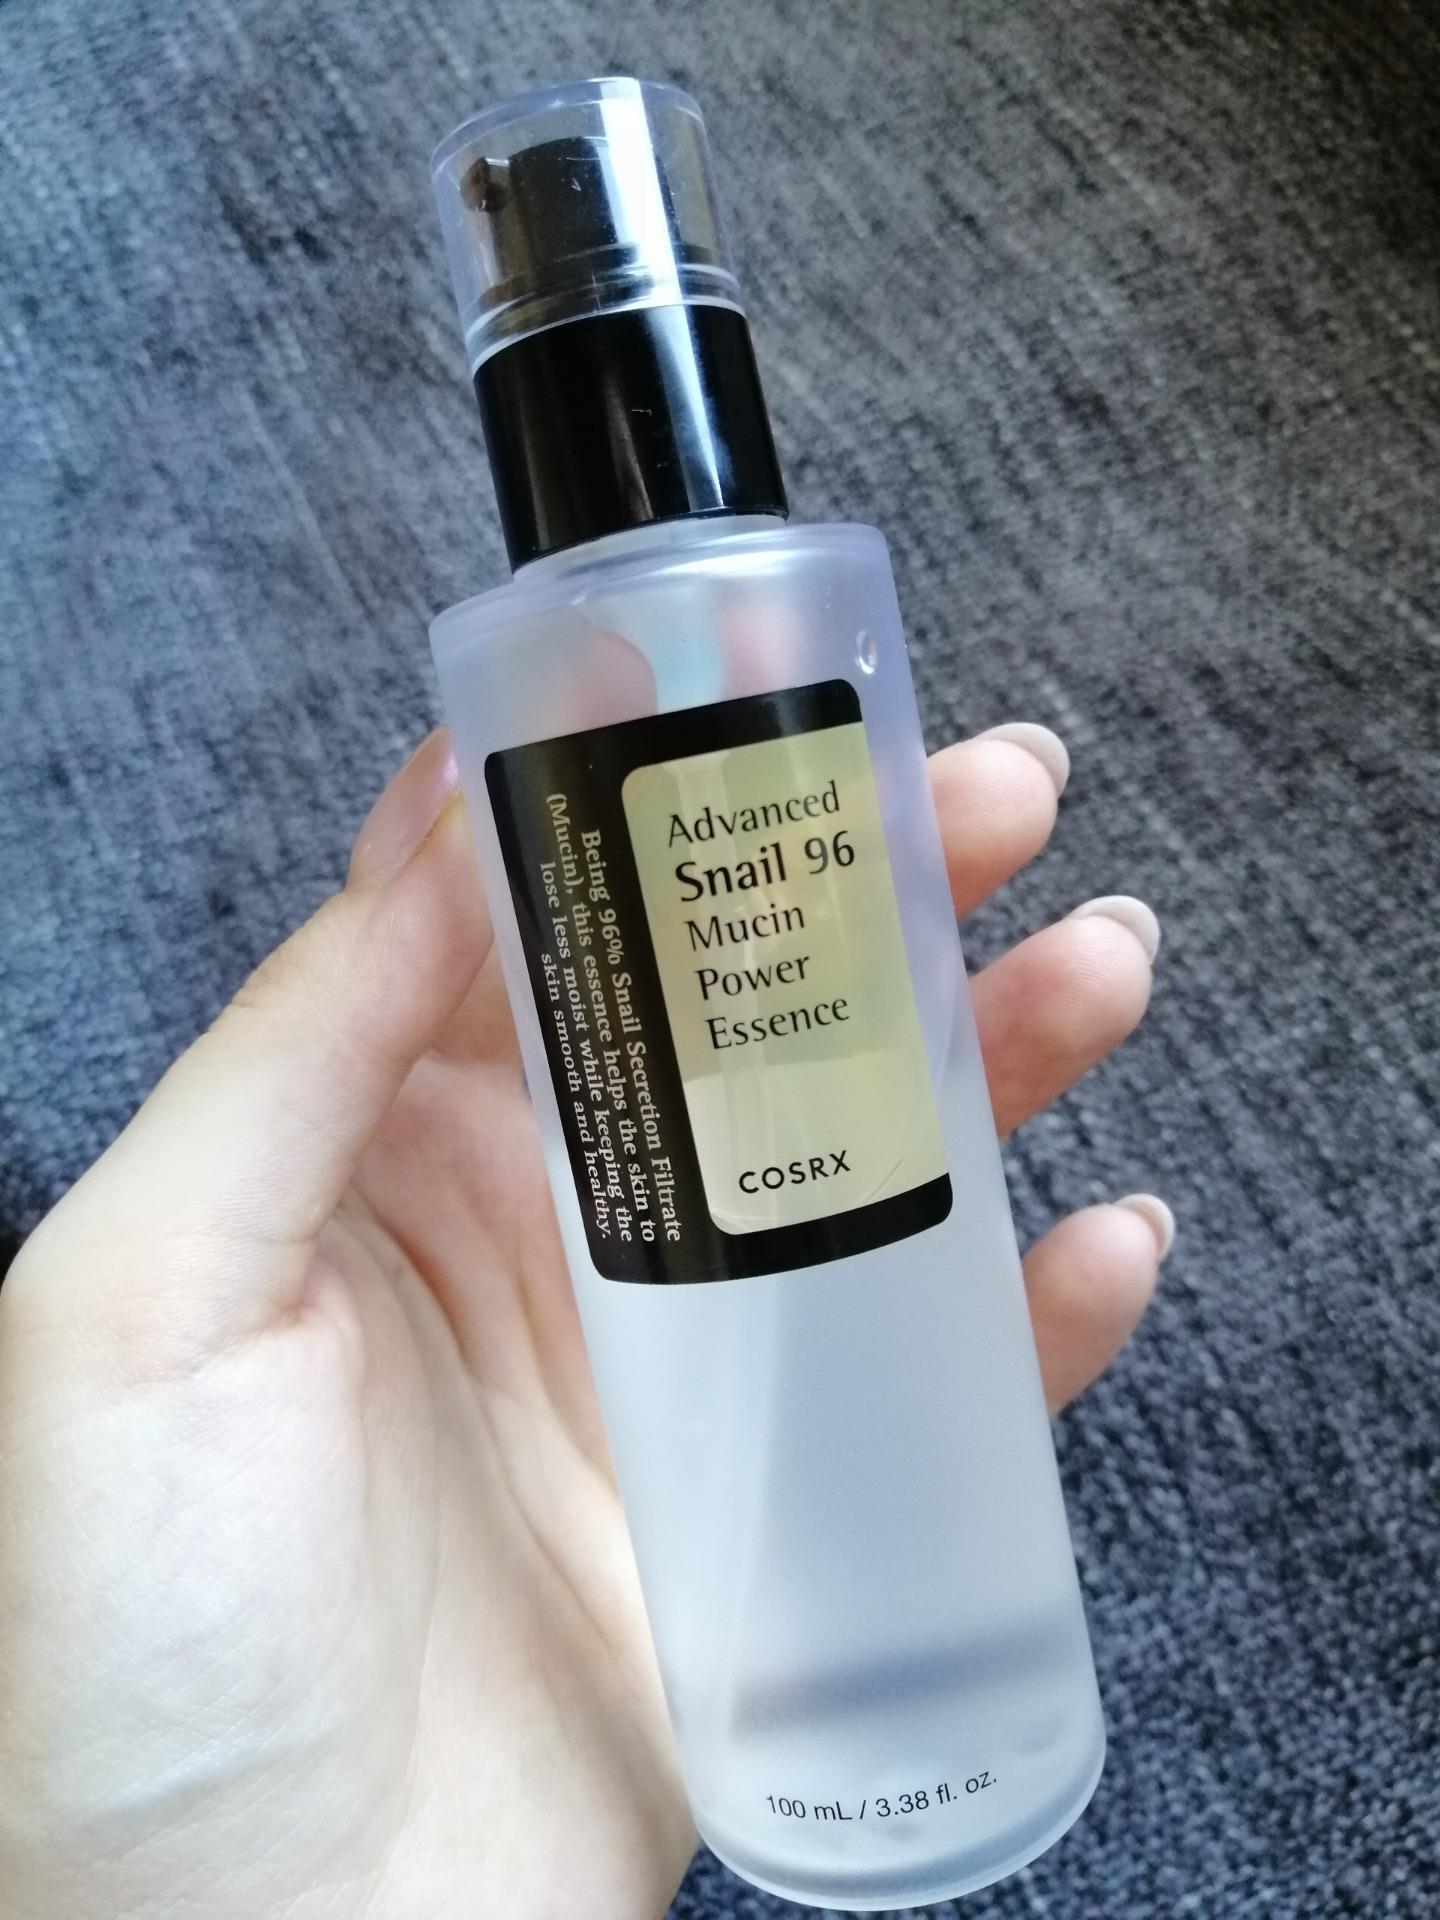 Advanced
Snail 96
Mucin
Power
Essence
COSRX
Being 96% Snail Secretion Filtrate
(Mucin), this essence helps the skin to
lose less moist while keeping the
skin smooth and healthy.
100 mL / 3.38 fl. oz.